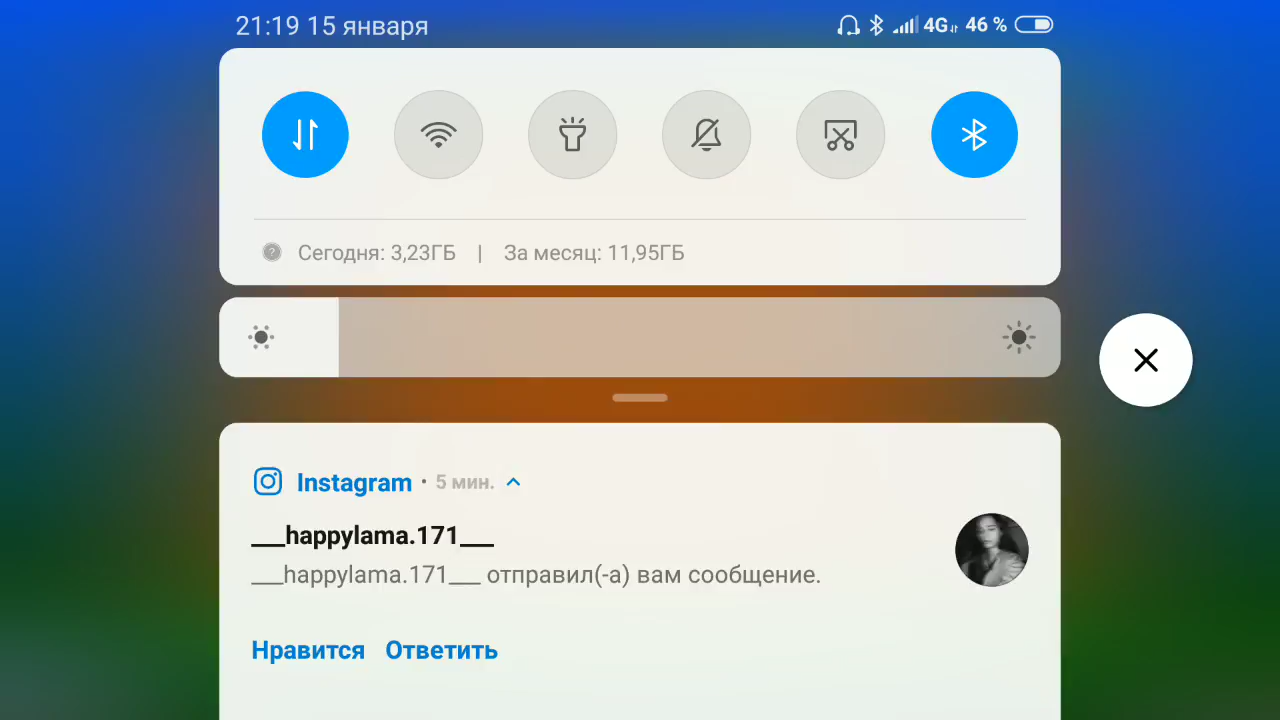 21:19 15 января 4G 46 %
Сегодня: 3,23ГБ | За месяц: 11,95ГБ
Instagram · 5 мин.
___happylama.171___
___happylama.171___ отправил(-а) вам сообщение.
Нравится Ответить